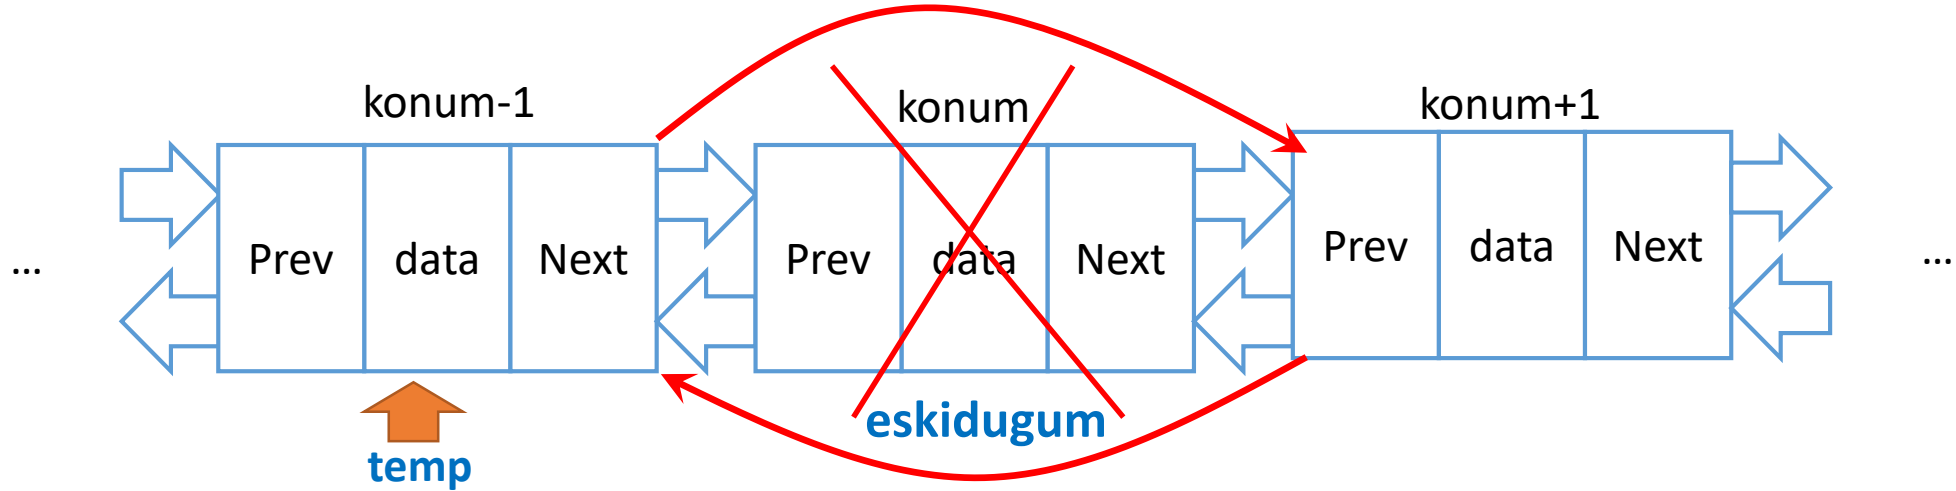 konum-1
konum
konum+1
...
Prev data Next
Prev data Next
Prev data Next
...
eskidugum
temp